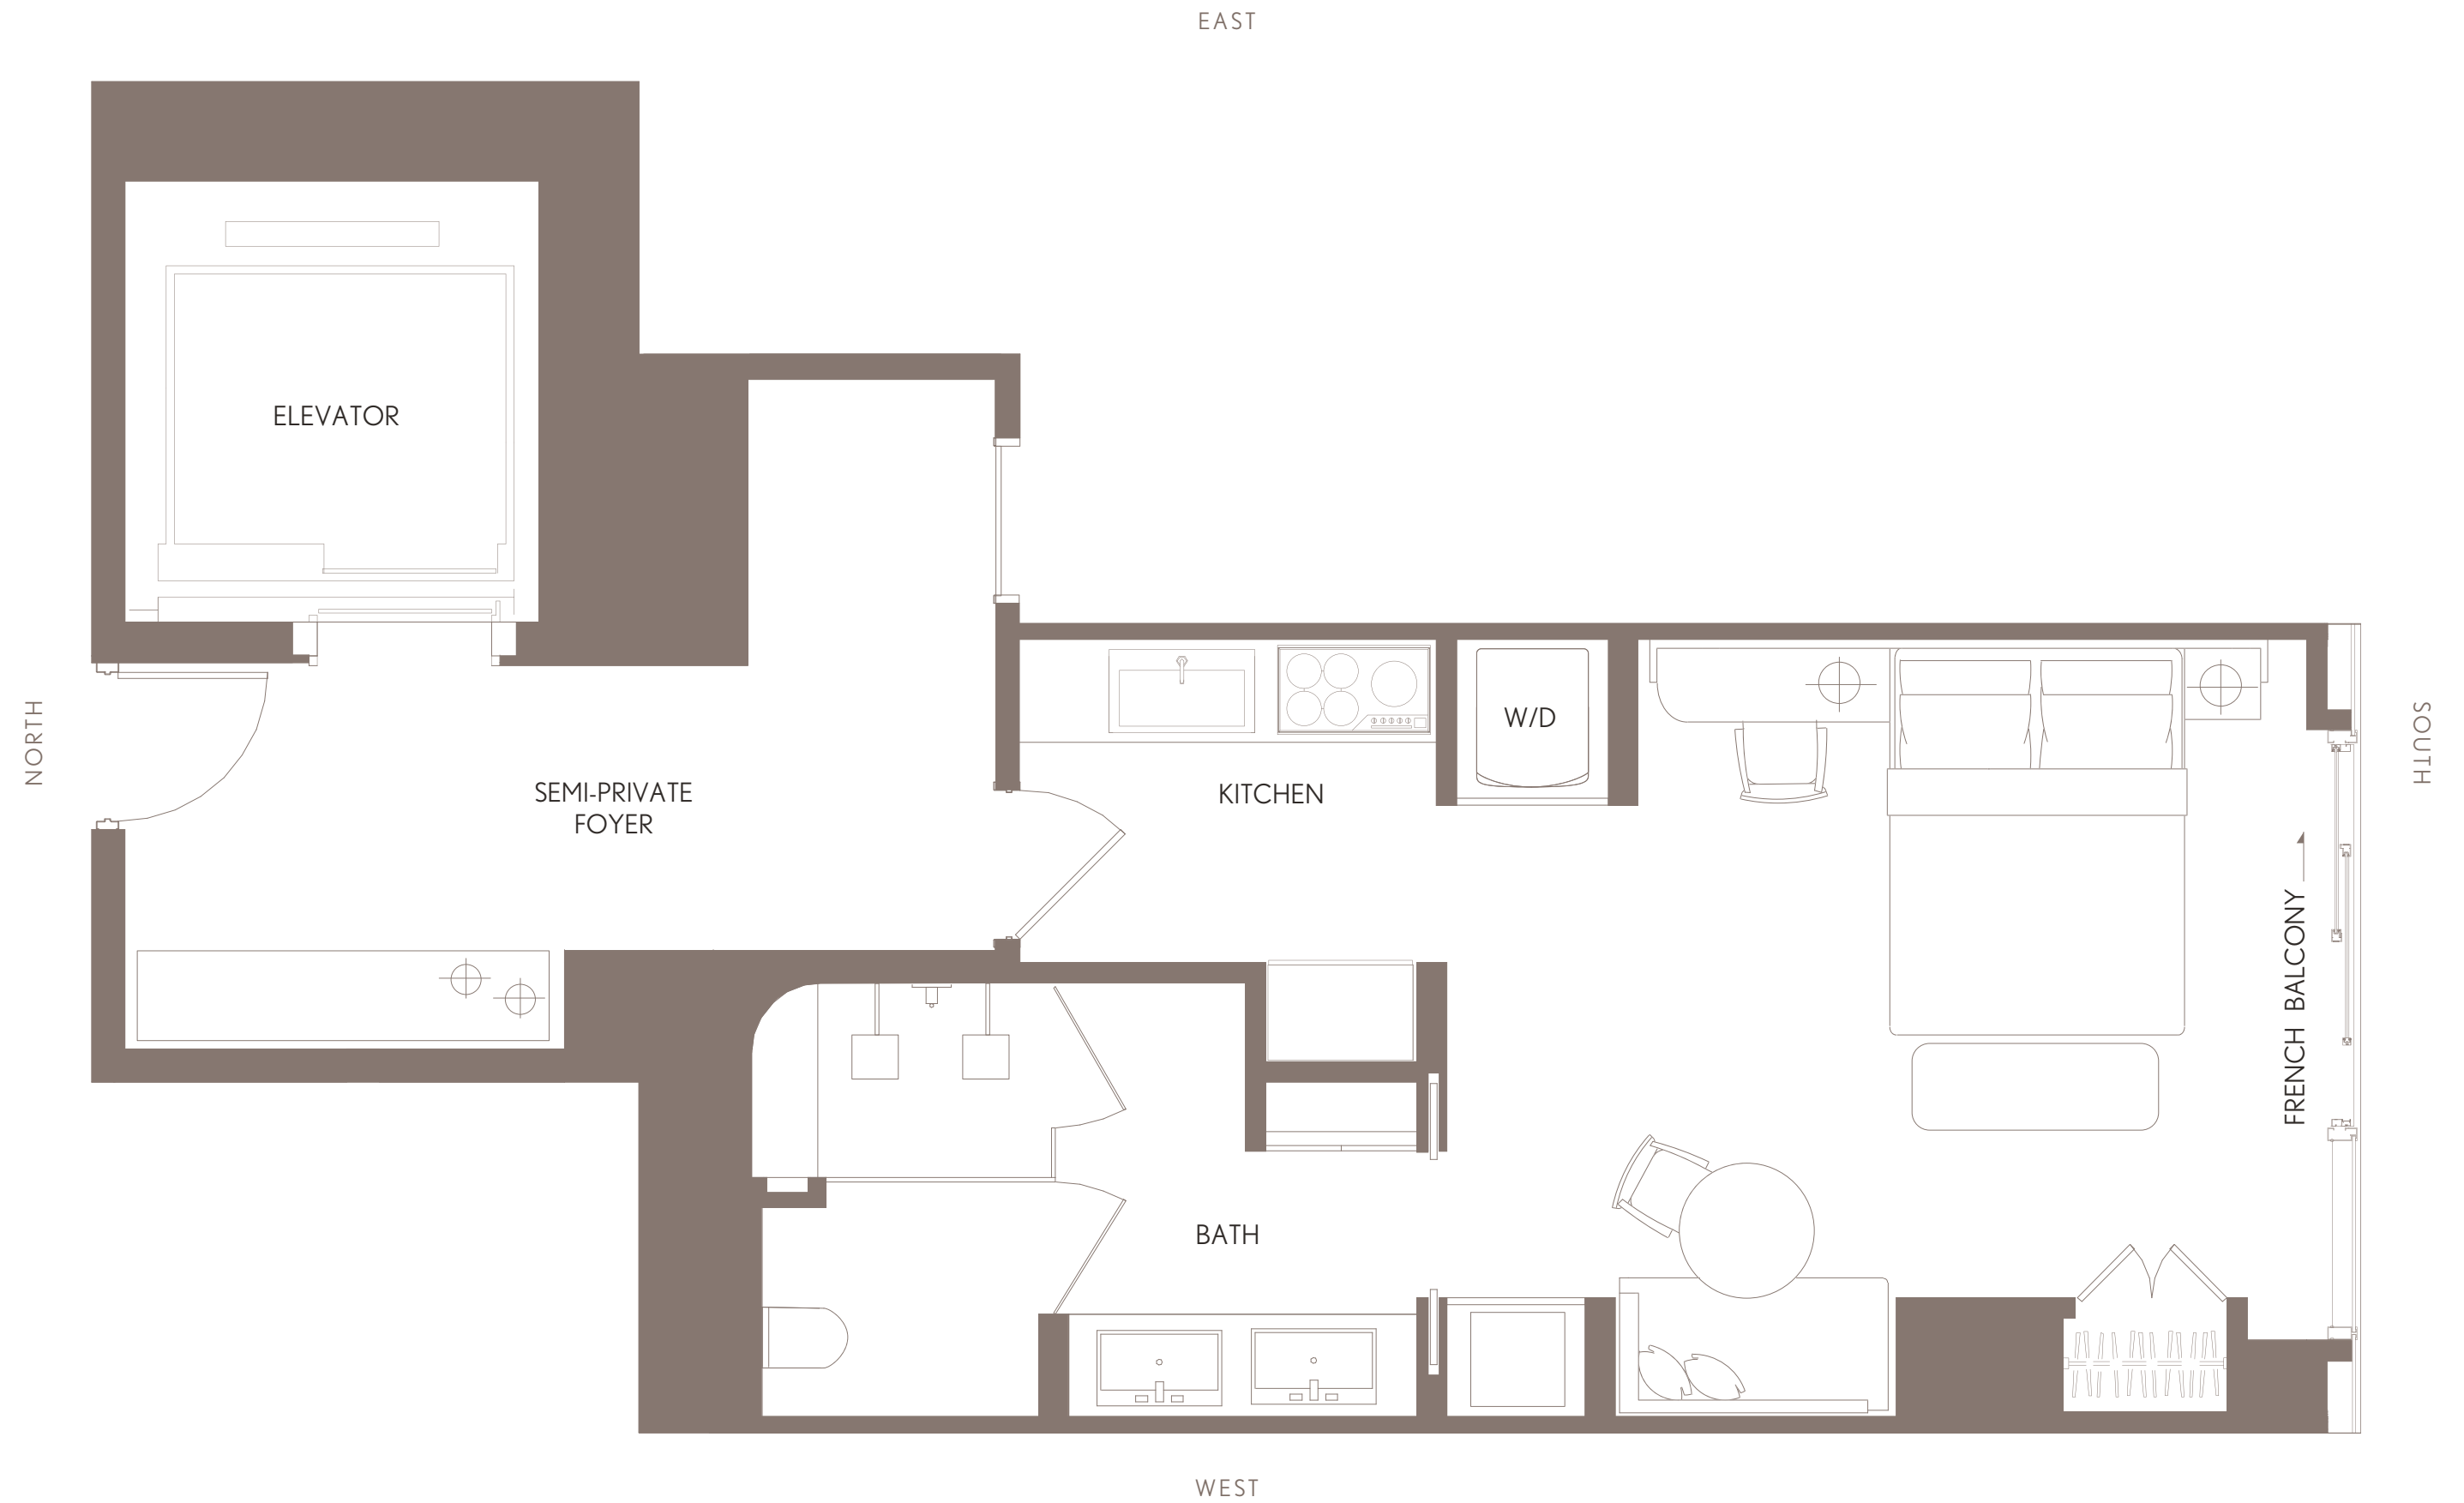 EAST
ELEVATOR
NORTH
SEMI-PRIVATE
FOYER
KITCHEN
W/D
SOUTH
FRENCH BALCONY
BATH
WEST